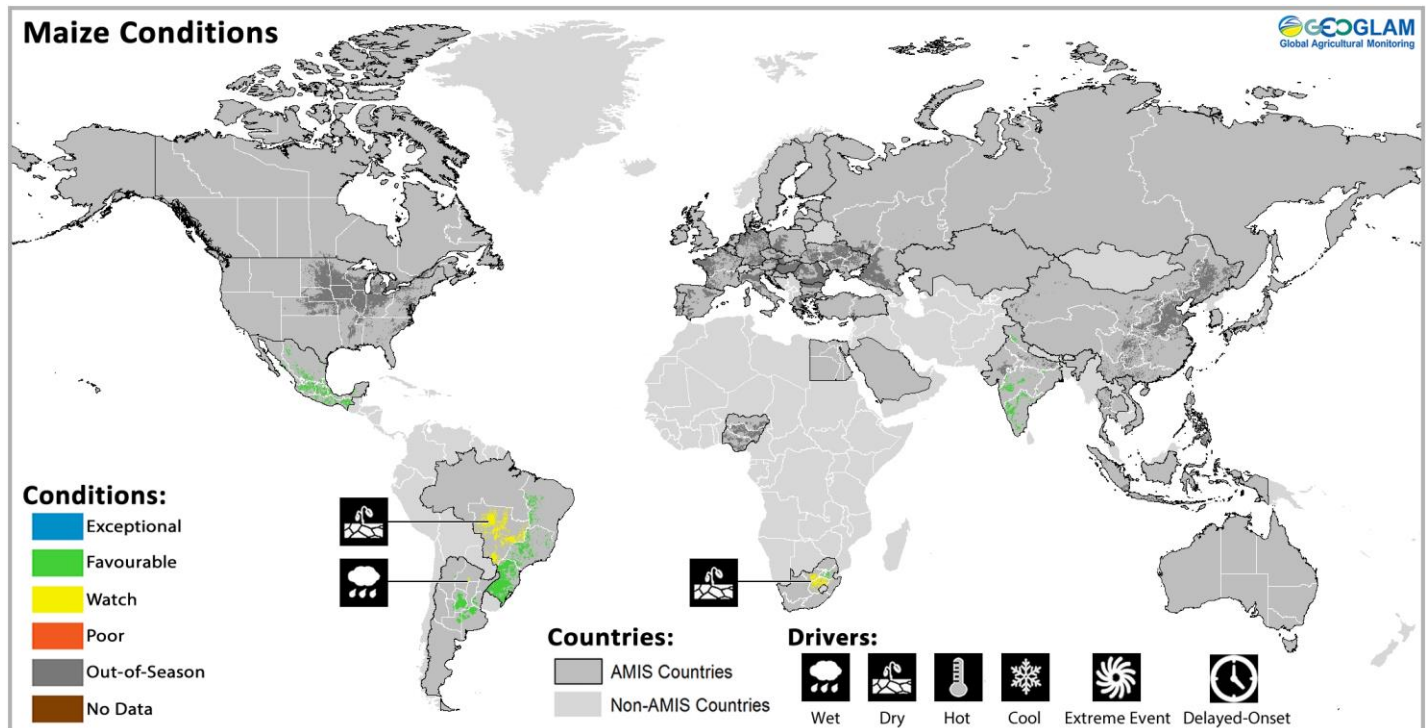 Maize Conditions
GEOGLAM
Global Agricultural Monitoring
Conditions:
Exceptional
Favourable
Watch
Poor
Out-of-Season
No Data
Countries:
AMIS Countries
Non-AMIS Countries
Drivers:
Wet
Dry
Hot
Cool
Extreme Event
Delayed-Onset